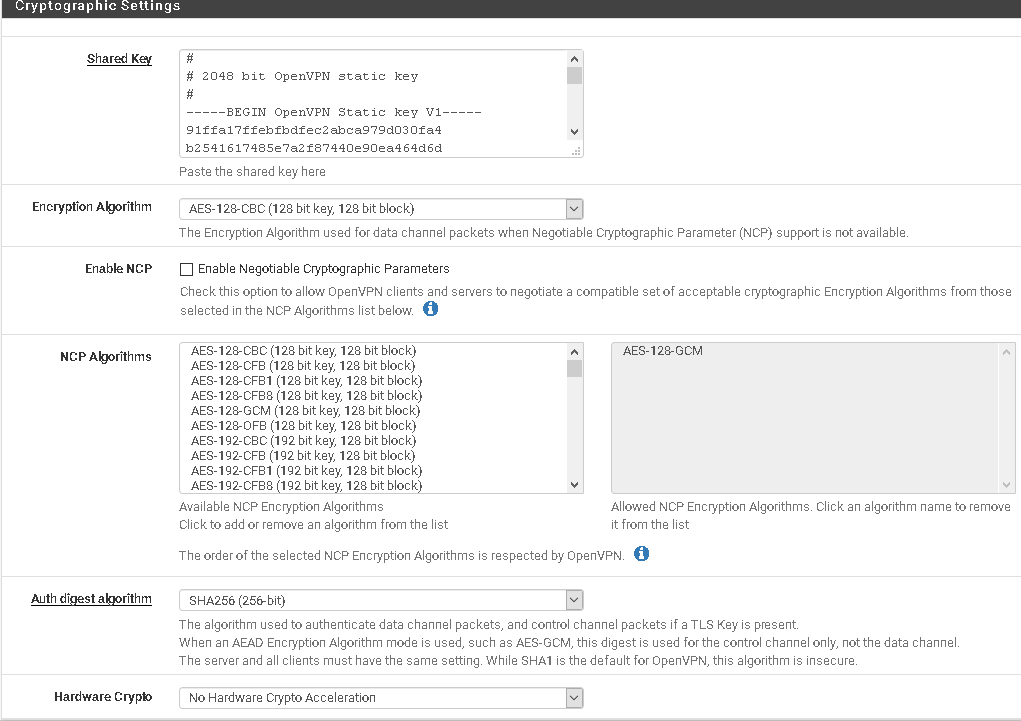 Cryptographic Settings
Shared Key
#
# 2048 bit OpenVPN static key
#
-----BEGIN OpenVPN Static key V1-----
91ffa17ffebfbdfec2abca979d030fa4
b2541617485e7a2f87440e90ea464d6d
Paste the shared key here
Encryption Algorithm
AES-128-CBC (128 bit key, 128 bit block)
The Encryption Algorithm used for data channel packets when Negotiable Cryptographic Parameter (NCP) support is not available.
Enable NCP
Enable Negotiable Cryptographic Parameters
Check this option to allow OpenVPN clients and servers to negotiate a compatible set of acceptable cryptographic Encryption Algorithms from those
selected in the NCP Algorithms list below.
NCP Algorithms
AES-128-CBC (128 bit key, 128 bit block)
AES-128-CFB (128 bit key, 128 bit block)
AES-128-CFB1 (128 bit key, 128 bit block)
AES-128-CFB8 (128 bit key, 128 bit block)
AES-128-GCM (128 bit key, 128 bit block)
AES-128-OFB (128 bit key, 128 bit block)
AES-192-CBC (192 bit key, 128 bit block)
AES-192-CFB (192 bit key, 128 bit block)
AES-192-CFB1 (192 bit key, 128 bit block)
AES-192-CFB8 (192 bit key, 128 bit block)
Available NCP Encryption Algorithms
Click to add or remove an algorithm from the list
AES-128-GCM
Allowed NCP Encryption Algorithms. Click an algorithm name to remove
it from the list
The order of the selected NCP Encryption Algorithms is respected by OpenVPN.
Auth digest algorithm
SHA256 (256-bit)
The algorithm used to authenticate data channel packets, and control channel packets if a TLS Key is present.
When an AEAD Encryption Algorithm mode is used, such as AES-GCM, this digest is used for the control channel only, not the data channel.
The server and all clients must have the same setting. While SHA1 is the default for OpenVPN, this algorithm is insecure.
Hardware Crypto
No Hardware Crypto Acceleration